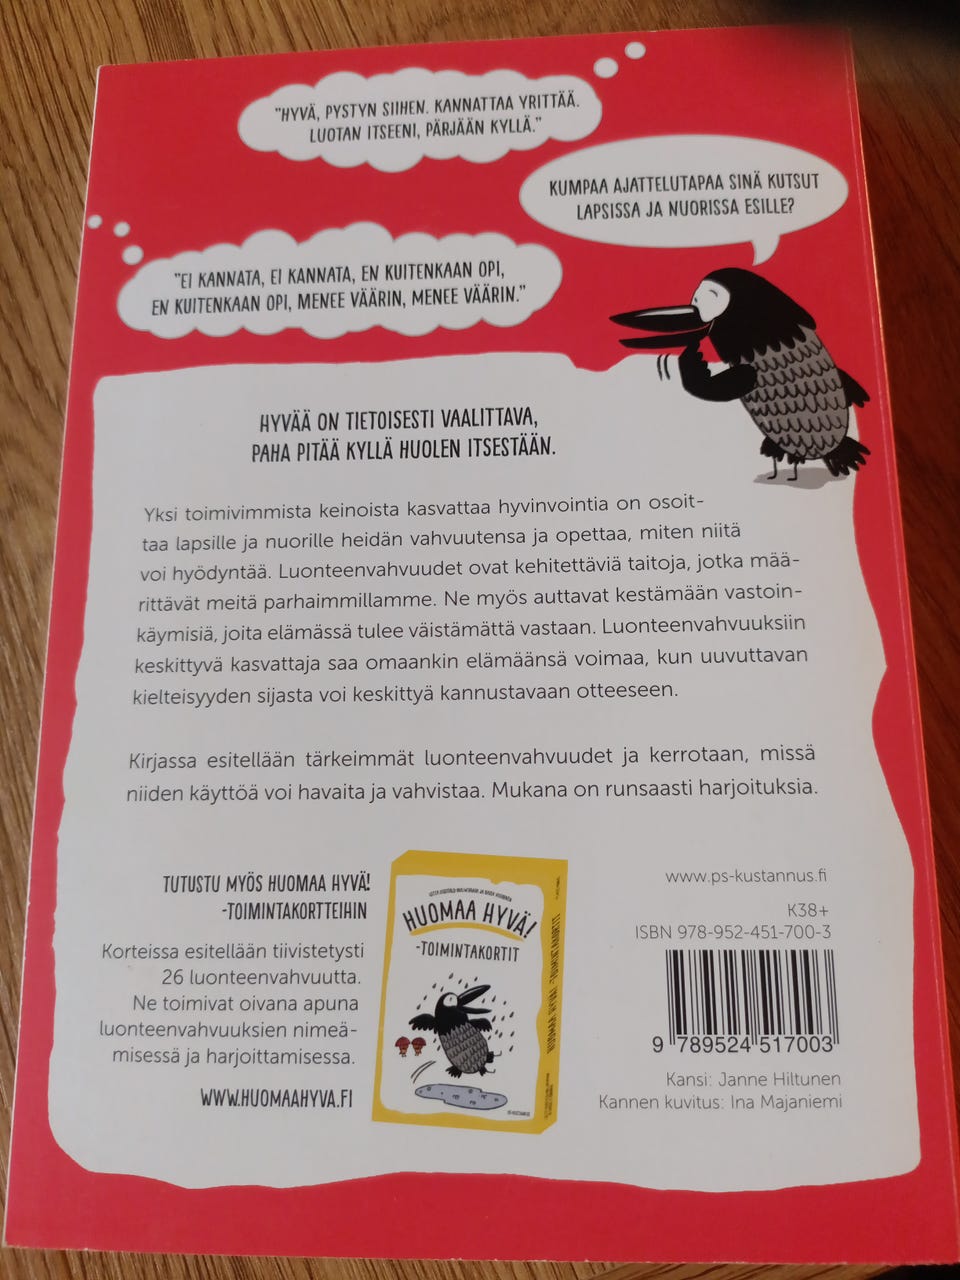 "HYVÄ, PYSTYN SIIHEN. KANNATTAA YRITTÄÄ.
LUOTAN ITSEENI, PÄRJÄÄN KYLLÄ."
KUMPAA AJATTELUTAPAA SINÄ KUTSUT
LAPSISSA JA NUORISSA ESILLE?
"EI KANNATA, EI KANNATA, EN KUITENKAAN OPI,
EN KUITENKAAN OPI, MENEE VÄÄRIN, MENEE VÄÄRIN."
HYVÄÄ ON TIETOISESTI VAALITTAVA,
PAHA PITÄÄ KYLLÄ HUOLEN ITSESTÄÄN.
Yksi toimivimmista keinoista kasvattaa hyvinvointia on osoit-
taa lapsille ja nuorille heidän vahvuutensa ja opettaa, miten niitä
voi hyödyntää. Luonteenvahvuudet ovat kehitettäviä taitoja, jotka mää-
rittävät meitä parhaimmillamme. Ne myös auttavat kestämään vastoin-
käymisiä, joita elämässä tulee väistämättä vastaan. Luonteenvahvuuksiin
keskittyvä kasvattaja saa omaankin elämäänsä voimaa, kun uuvuttavan
kielteisyyden sijasta voi keskittyä kannustavaan otteeseen.
Kirjassa esitellään tärkeimmät luonteenvahvuudet ja kerrotaan, missä
niiden käyttöä voi havaita ja vahvistaa. Mukana on runsaasti harjoituksia.
TUTUSTU MYÖS HUOMAA HYVÄ!
-TOIMINTAKORTTEIHIN
Korteissa esitellään tiivistetysti
26 luonteenvahvuutta.
Ne toimivat oivana apuna
luonteenvahvuuksien nimeä-
misessä ja harjoittamisessa.
WWW.HUOMAAHYVA.FI
HUOMAA HYVÄ!
-TOIMINTAKORTIT
HUOMAA HYVÄ! -TOIMINTAKORTIT
www.ps-kustannus.fi
K38+
ISBN 978-952-451-700-3
9 789524 517003
Kansi: Janne Hiltunen
Kannen kuvitus: Ina Majaniemi